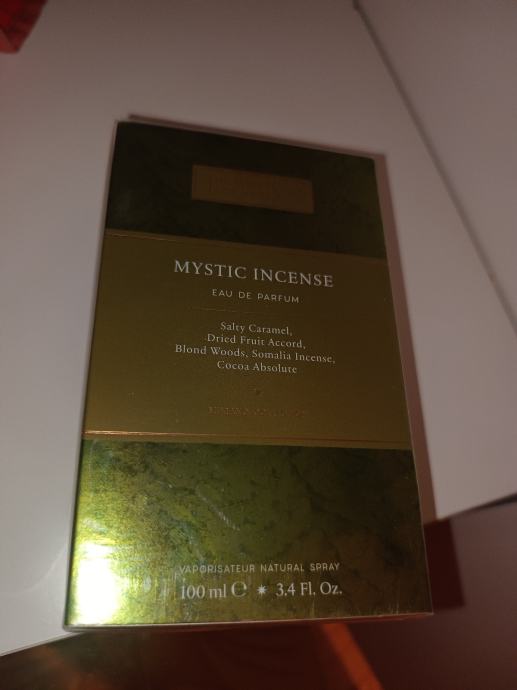 MYSTIC INCENSE
EAU DE PARFUM
Salty Caramel,
Dried Fruit Accord,
Blond Woods, Somalia Incense,
Cocoa Absolute
VAPORISATEUR NATURAL SPRAY
100 ml ℮ ✴ 3.4 Fl. Oz.